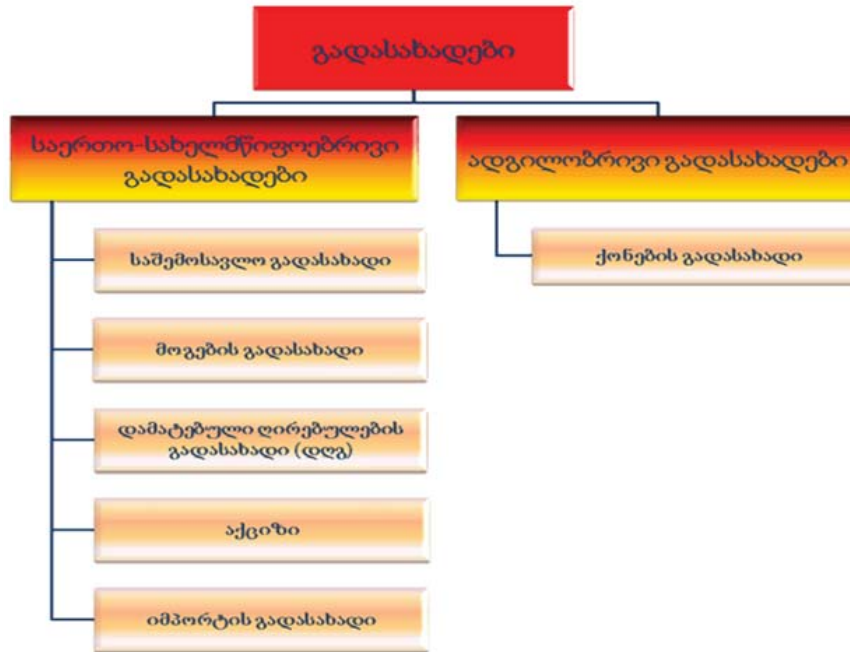 გადასახადები
საერთო-სახელმწიფოებრივი
გადასახადები
საშემოსავლო გადასახადი
მოგების გადასახადი
დამატებული ღირებულების
გადასახადი (დღგ)
აქციზი
იმპორტის გადასახადი
ადგილობრივი გადასახადები
ქონების გადასახადი